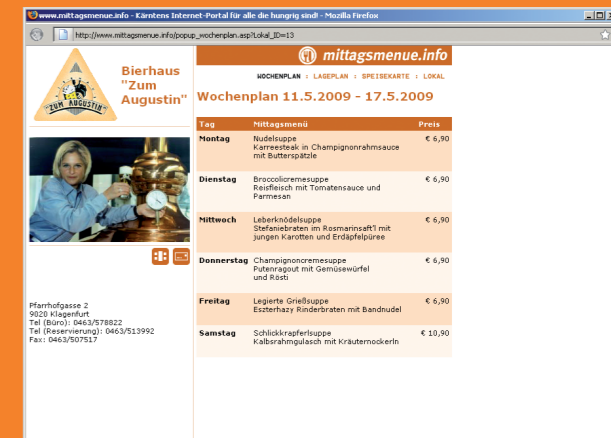 www.mittagsmenue.info - Kärntens Internet-Portal für alle die hungrig sind! - Mozilla Firefox
http://www.mittagsmenue.info/popup_wochenplan.asp?Lokal_ID=13
mittagsmenue.info
WOCHENPLAN : LAGEPLAN : SPEISEKARTE : LOKAL
"ZUM AUGUSTIN"
Bierhaus
"Zum
Augustin"
Wochenplan 11.5.2009 - 17.5.2009
Tag Mittagsmenü Preis
Montag Nudelsuppe € 6,90
Karreesteak in Champignonrahmsauce
mit Butterspätzle
Dienstag Broccolicremesuppe € 6,90
Reisfleisch mit Tomatensauce und
Parmesan
Mittwoch Leberknödelsuppe € 6,90
Stefaniebraten im Rosmarinsaft'l mit
jungen Karotten und Erdäpfelpüree
Donnerstag Champignoncremesuppe € 6,90
Putenragout mit Gemüsewürfel
und Rösti
Freitag Legierte Grießsuppe € 6,90
Eszterhazy Rinderbraten mit Bandnudel
Samstag Schlickkrapferlsuppe € 10,90
Kalbsrahmgulasch mit Kräuternockerln
Pfarrhofgasse 2
9020 Klagenfurt
Tel (Büro): 0463/578822
Tel (Reservierung): 0463/513992
Fax: 0463/507517